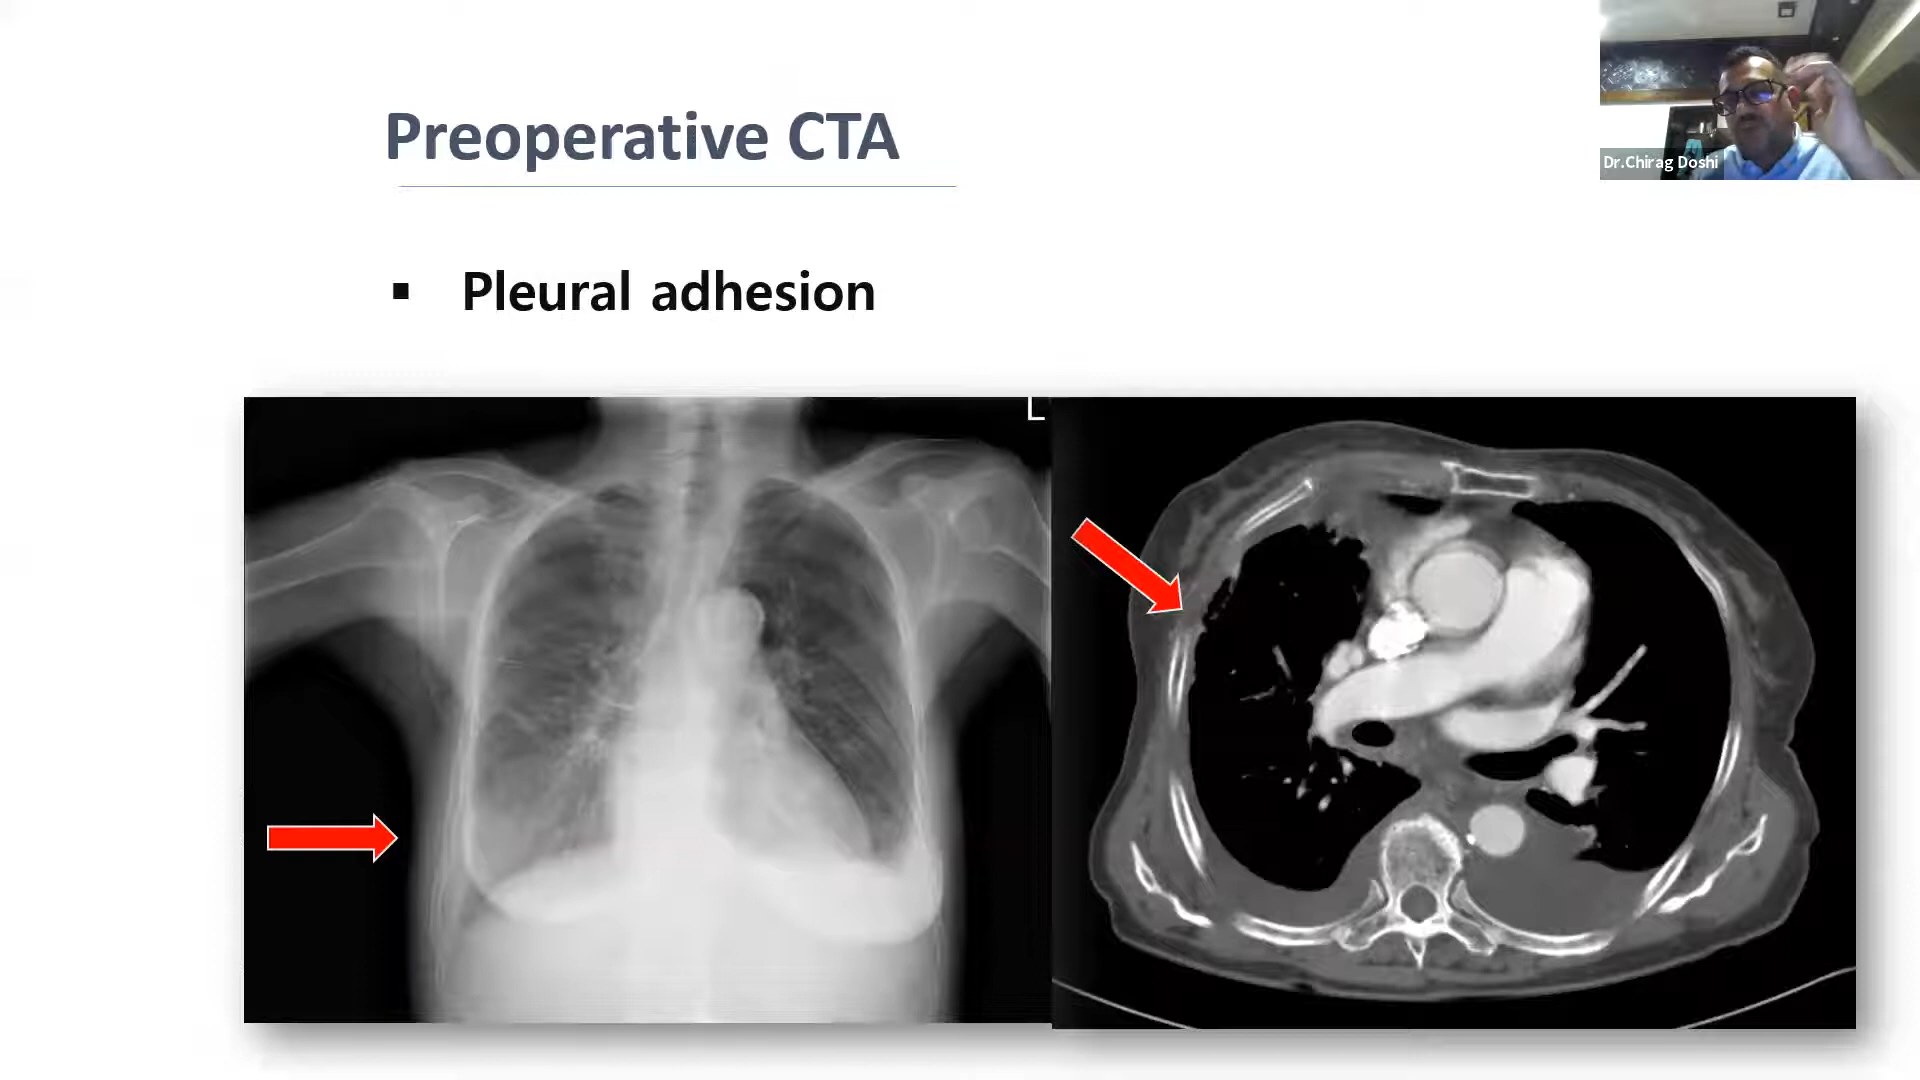 Preoperative CTA
Dr.Chirag Doshi
▪ Pleural adhesion
L